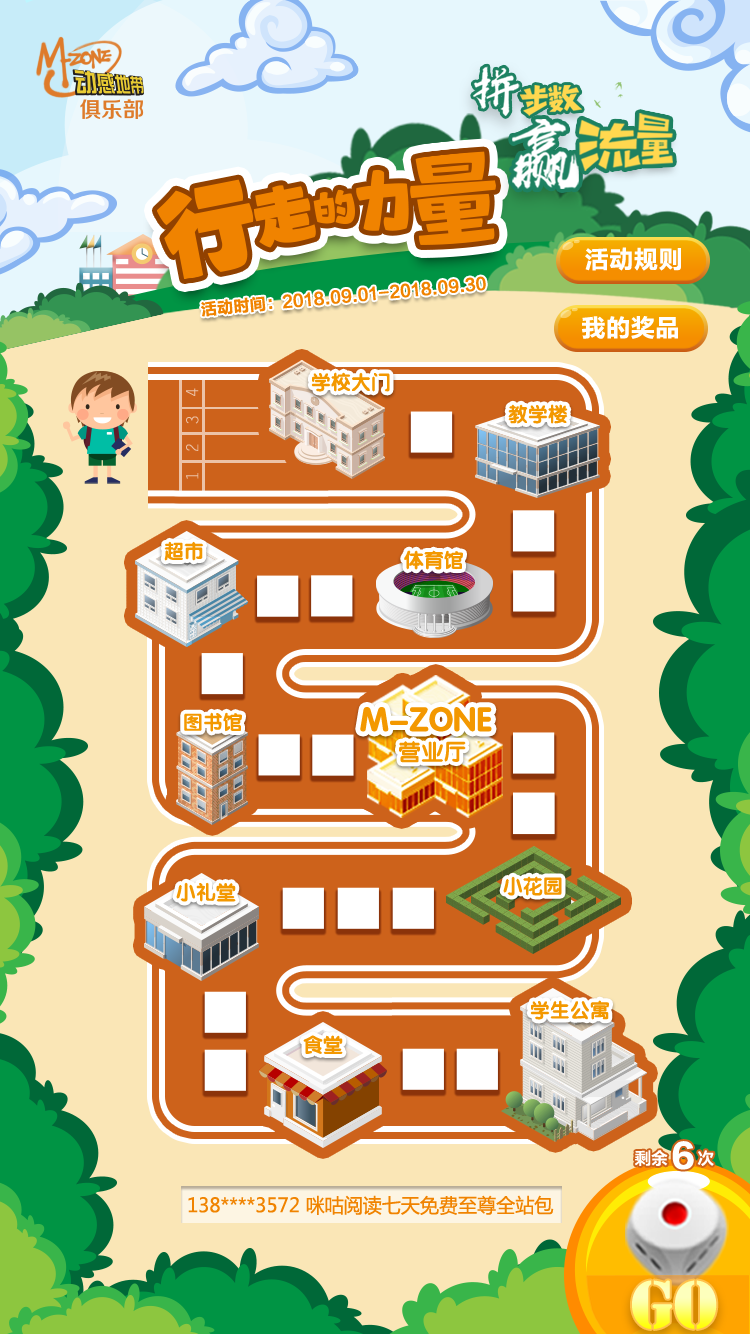 M-ZONE
动感地带
俱乐部
拼步数
赢流量
行走的力量
活动时间：2018.09.01-2018.09.30
活动规则
我的奖品
4
3
2
1
学校大门
教学楼
超市
体育馆
图书馆
M-ZONE
营业厅
小礼堂
小花园
学生公寓
食堂
剩余6次
138****3572 咪咕阅读七天免费至尊全站包
GO